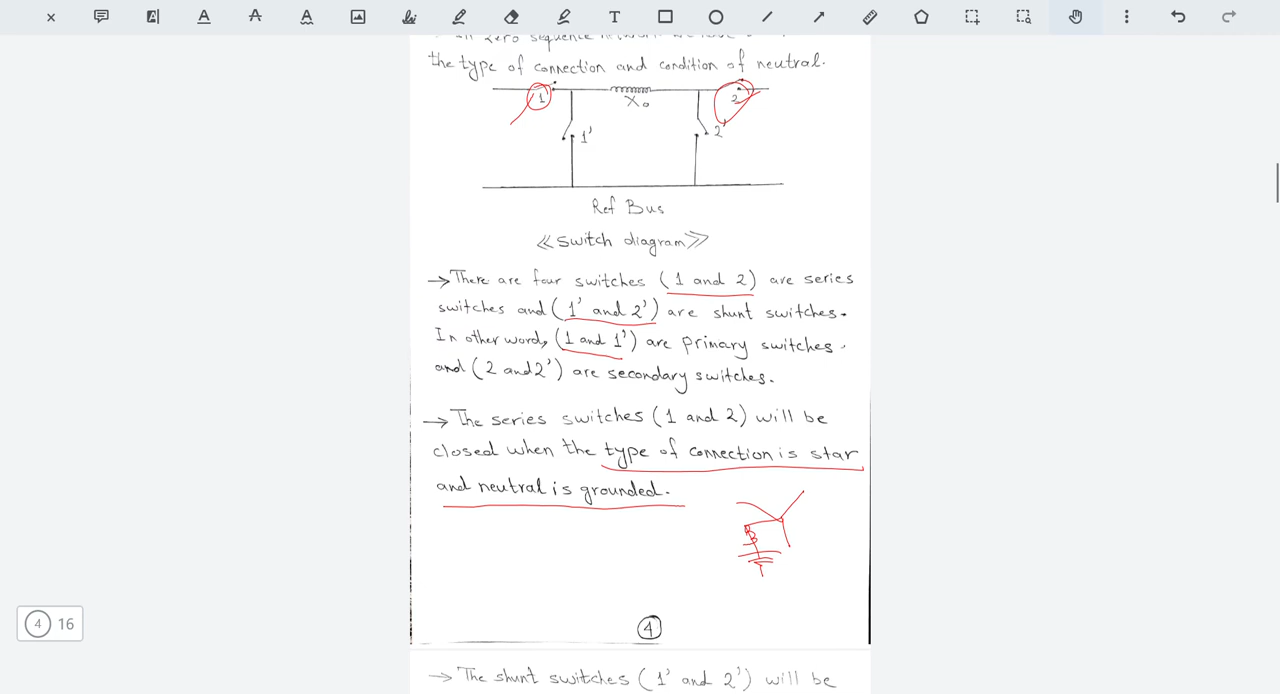 zero sequence
the type of connection and condition of neutral.
1 X₀ 2
1' 2'
Ref Bus
<<Switch diagram>>
→There are four switches (1 and 2) are series
switches and (1' and 2') are shunt switches.
In other word, (1 and 1') are primary switches.
and (2 and 2') are secondary switches.
→The series switches (1 and 2) will be
closed when the type of connection is star
and neutral is grounded.
4
→The shunt switches (1' and 2') will be
4 16
T